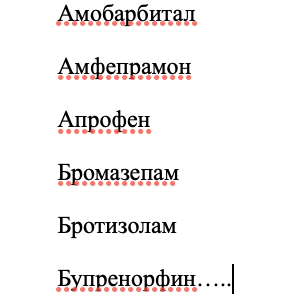 Амобарбитал
Амфепрамон
Апрофен
Бромазепам
Бротизолам
Бупренорфин…..